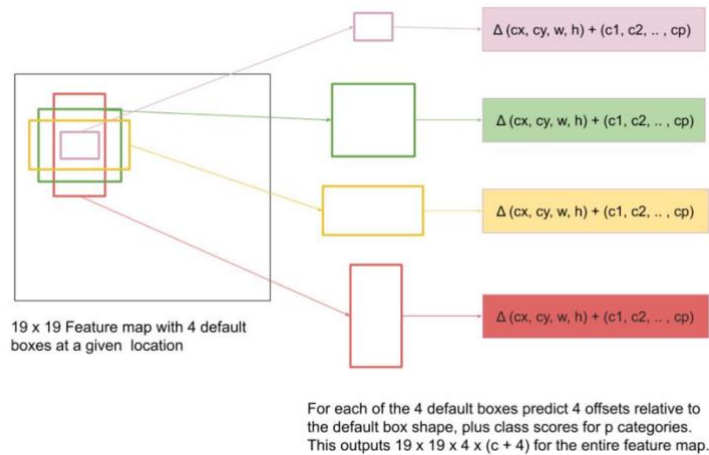 Δ (cx, cy, w, h) + (c1, c2, .. , cp)
Δ (cx, cy, w, h) + (c1, c2, .. , cp)
Δ (cx, cy, w, h) + (c1, c2, .. , cp)
Δ (cx, cy, w, h) + (c1, c2, .. , cp)
19 x 19 Feature map with 4 default
boxes at a given location
For each of the 4 default boxes predict 4 offsets relative to
the default box shape, plus class scores for p categories.
This outputs 19 x 19 x 4 x (c + 4) for the entire feature map.